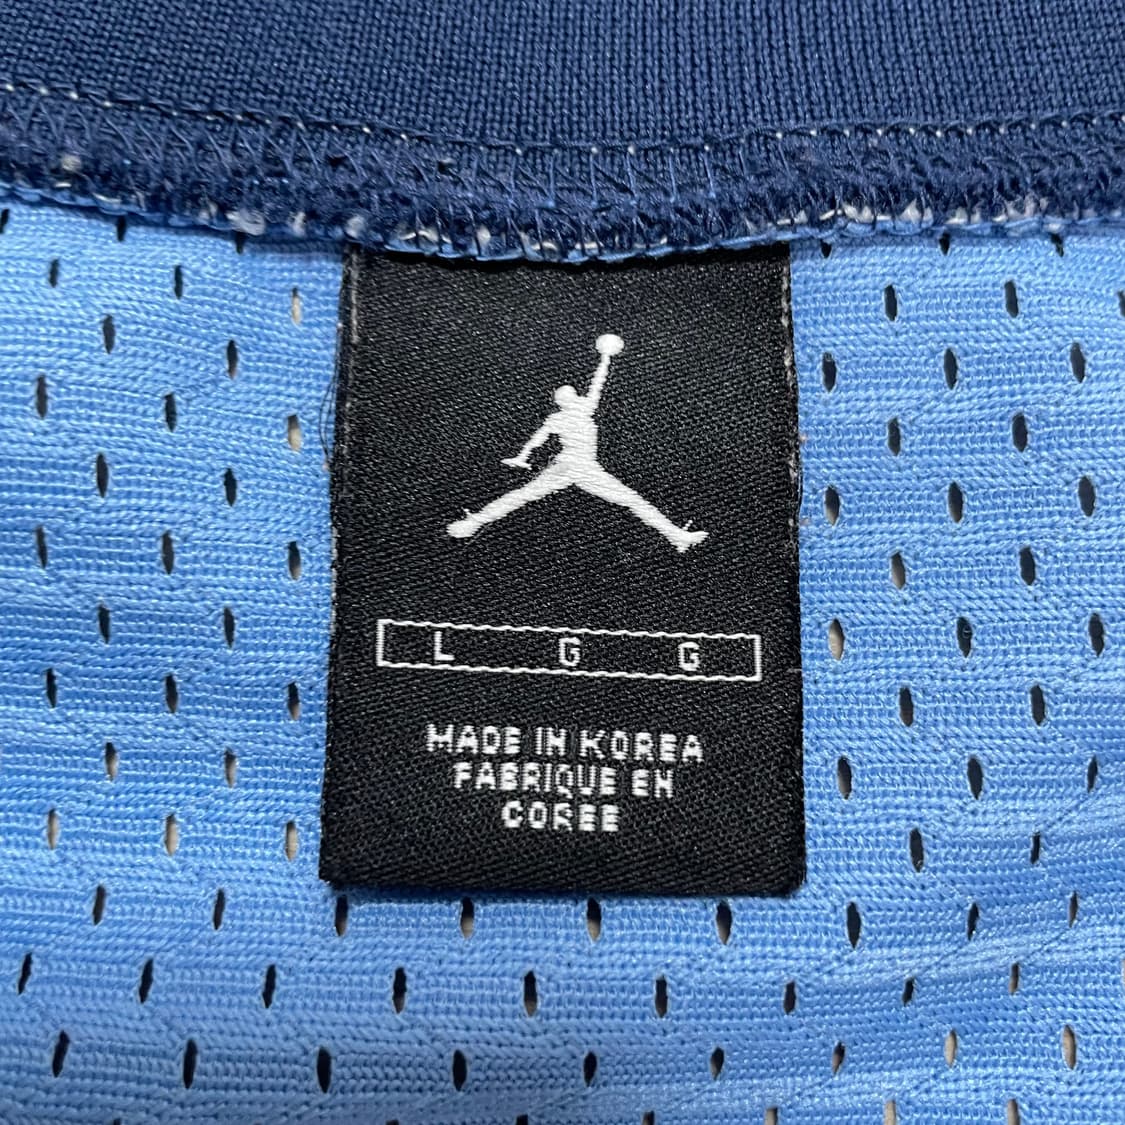 L G G
MADE IN KOREA
FABRIQUE EN
COREE